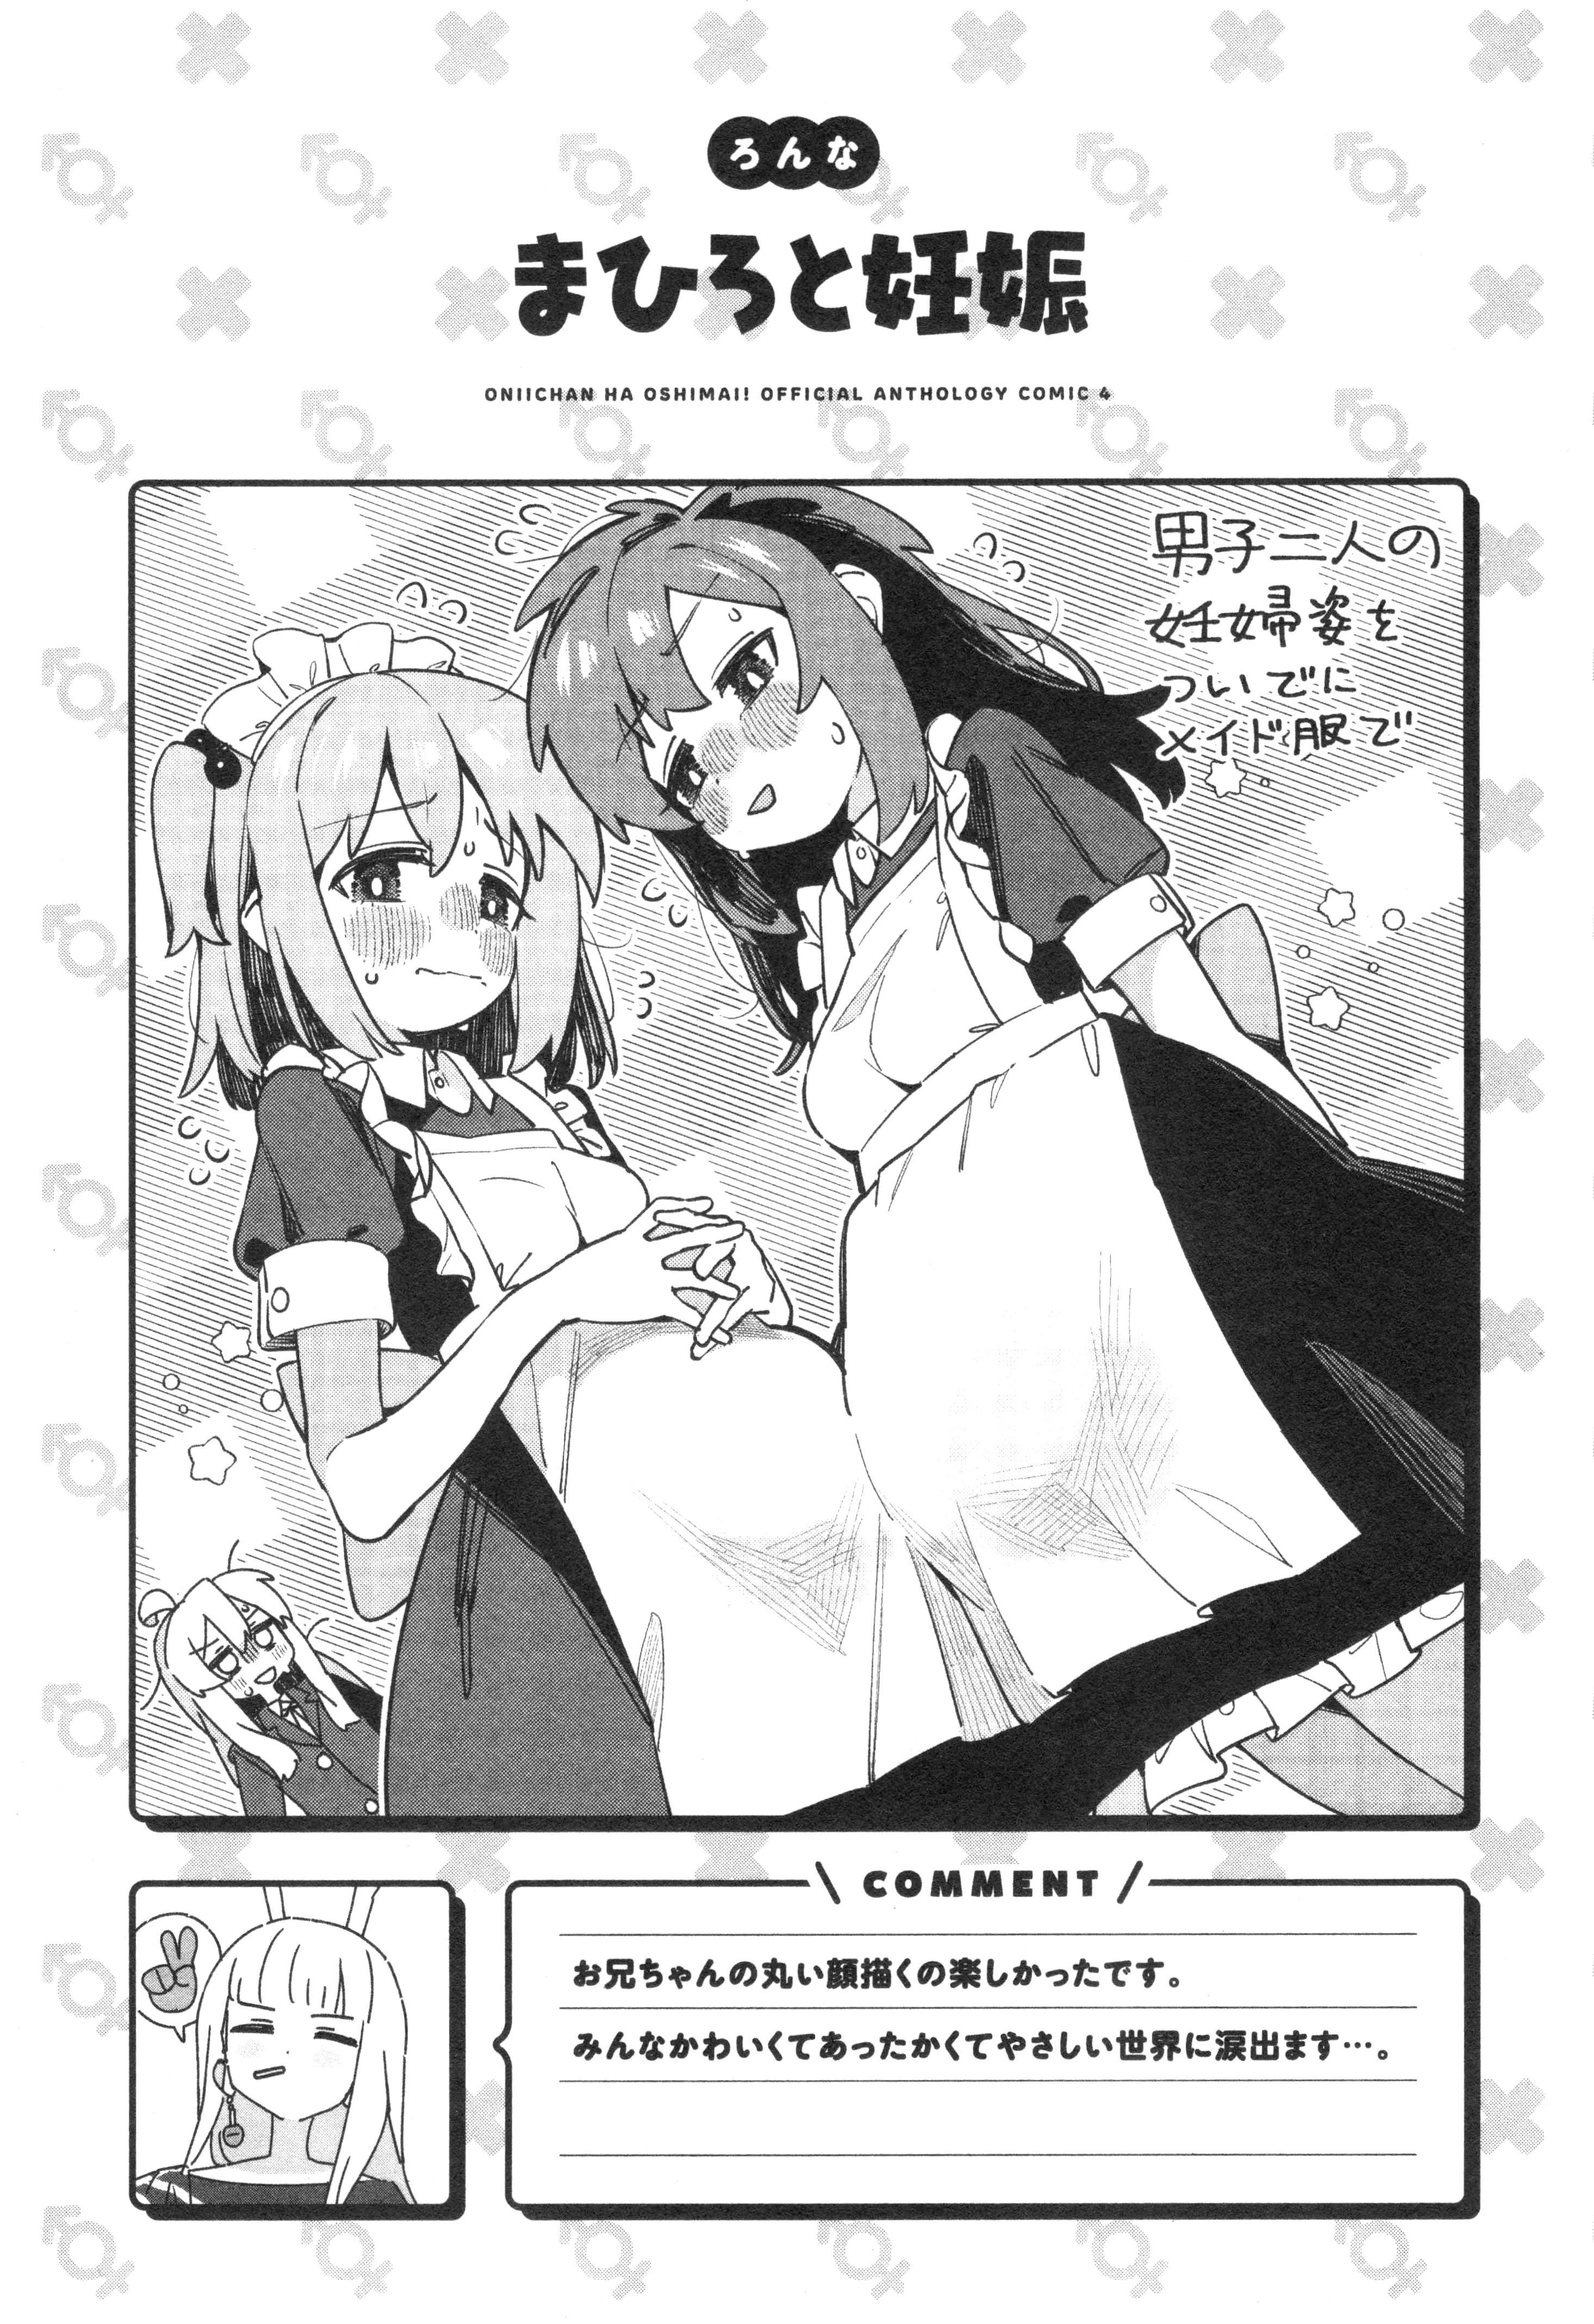 ろんな
まひろと妊娠
ONIICHAN HA OSHIMAI! OFFICIAL ANTHOLOGY COMIC 4
男子二人の
妊婦姿を
ついでに
メイド服で
COMMENT
お兄ちゃんの丸い顔描くの楽しかったです。
みんなかわいくてあったかくてやさしい世界に涙出ます…。